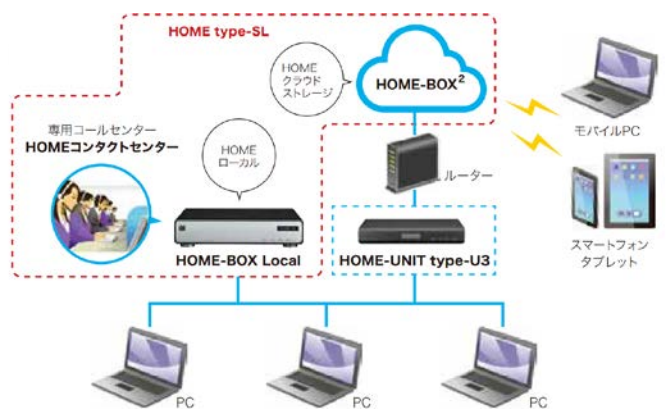 HOME type-SL
HOME
クラウド
ストレージ
HOME-BOX²
モバイルPC
専用コールセンター
HOMEコンタクトセンター
HOME
ローカル
ルーター
スマートフォン
タブレット
HOME-BOX Local
HOME-UNIT type-U3
PC
PC
PC